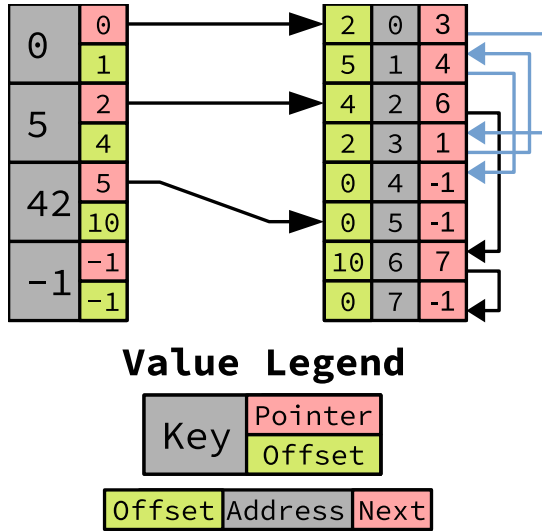 0 0 1
5 2 4
42 5 10
-1 -1 -1
2 0 3
5 1 4
4 2 6
2 3 1
0 4 -1
0 5 -1
10 6 7
0 7 -1
Value Legend
Key Pointer
Offset
Offset Address Next